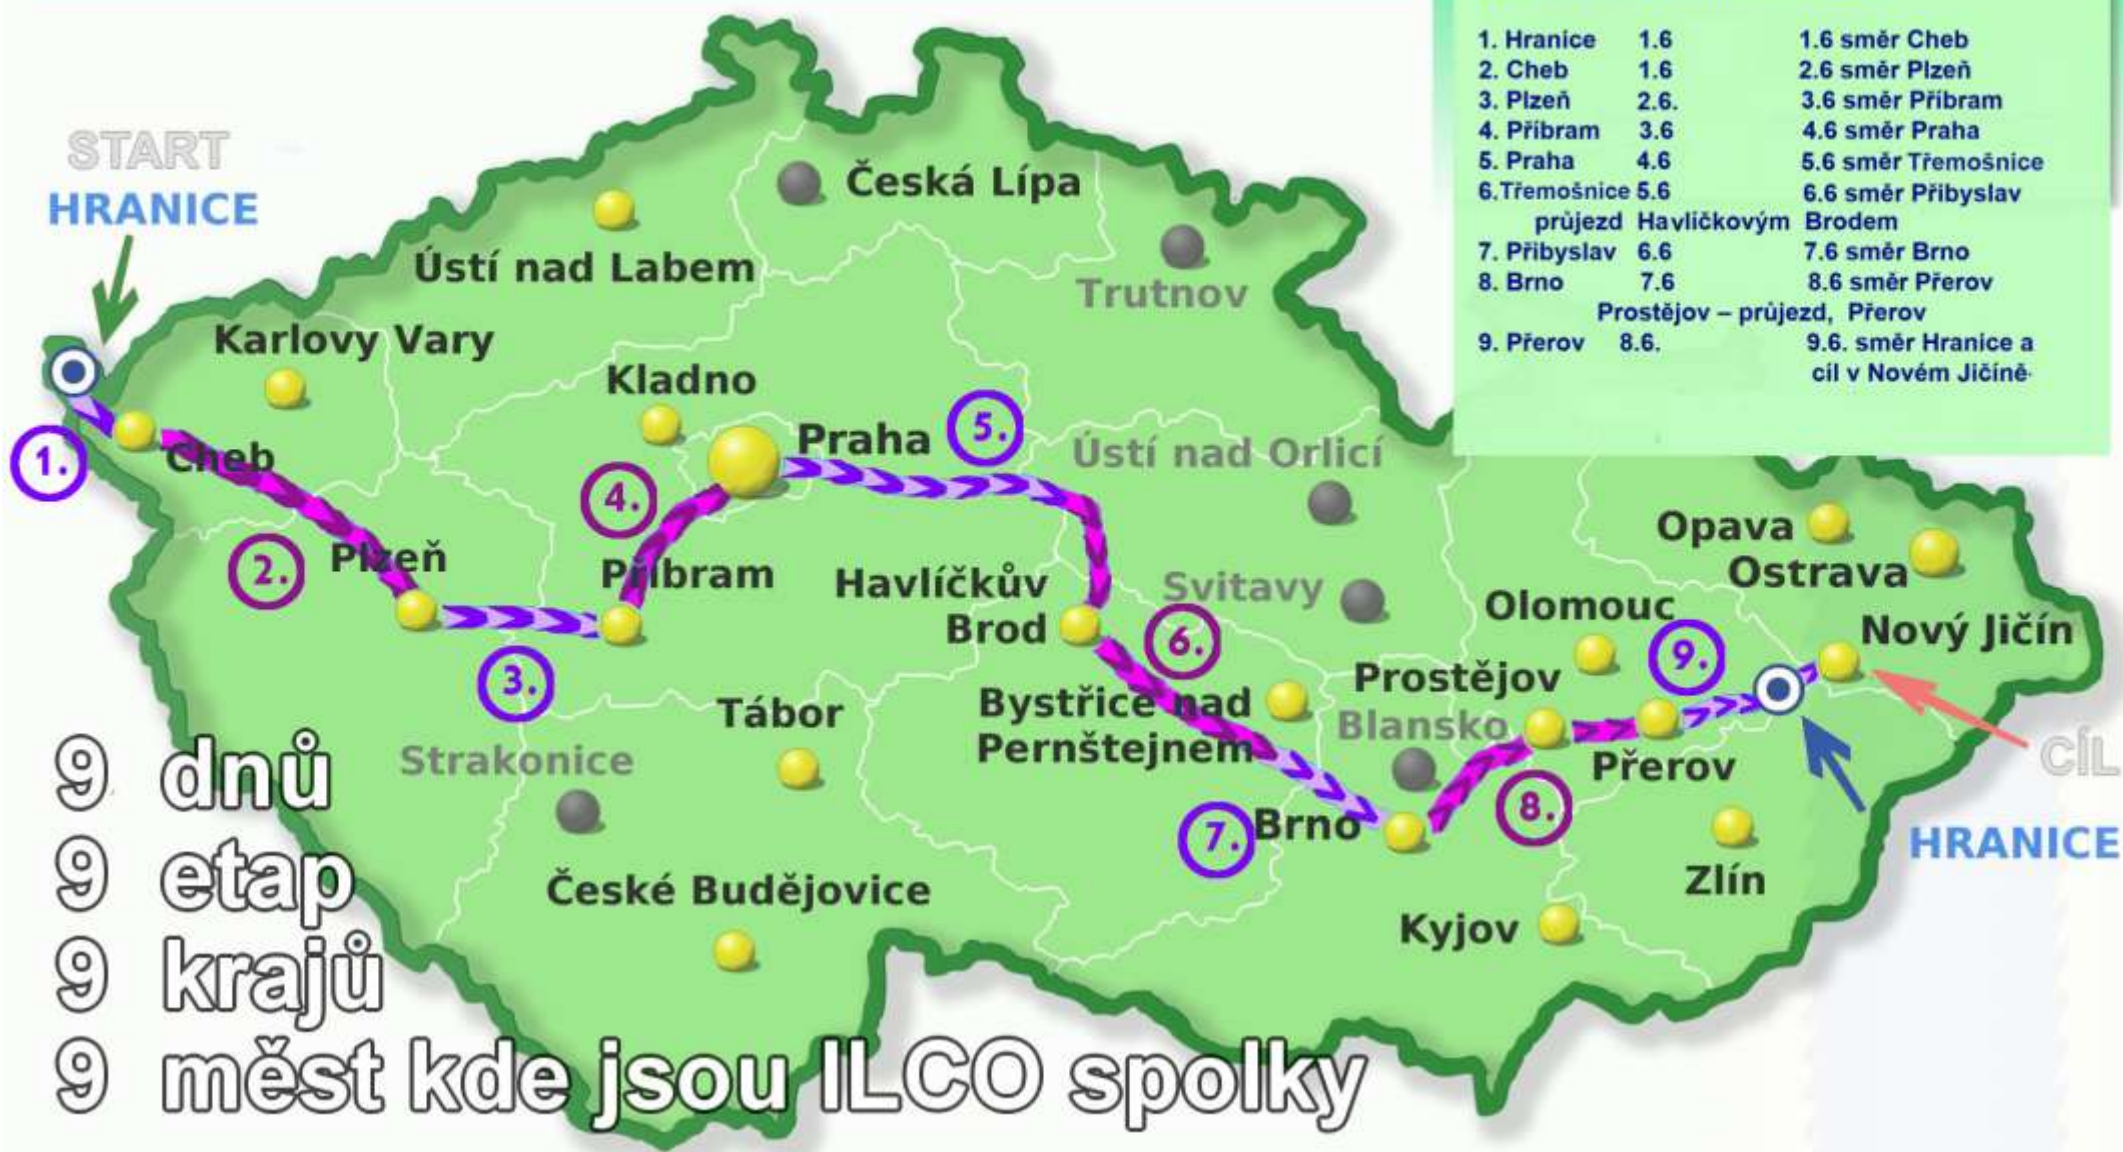 1. Hranice 1.6 1.6 směr Cheb
2. Cheb 1.6 2.6 směr Plzeň
3. Plzeň 2.6. 3.6 směr Příbram
4. Příbram 3.6 4.6 směr Praha
5. Praha 4.6 5.6 směr Třemošnice
6.Třemošnice 5.6 6.6 směr Přibyslav
průjezd Havlíčkovým Brodem
7. Přibyslav 6.6 7.6 směr Brno
8. Brno 7.6 8.6 směr Přerov
Prostějov – průjezd, Přerov
9. Přerov 8.6. 9.6. směr Hranice a
cíl v Novém Jičíně
START
HRANICE
Česká Lípa
Ústí nad Labem
Trutnov
Karlovy Vary
Kladno
Praha
5.
Ústí nad Orlicí
1.
Cheb
4.
Opava
Ostrava
2.
Plzeň
Příbram
Havlíčkův
Brod
Svitavy
6.
Olomouc
9.
Nový Jičín
3.
Tábor
Bystřice nad
Pernštejnem
Prostějov
Blansko
Přerov
CÍL
Strakonice
8.
7.
Brno
HRANICE
Zlín
České Budějovice
Kyjov
9 dnů
9 etap
9 krajů
9 měst kde jsou ILCO spolky